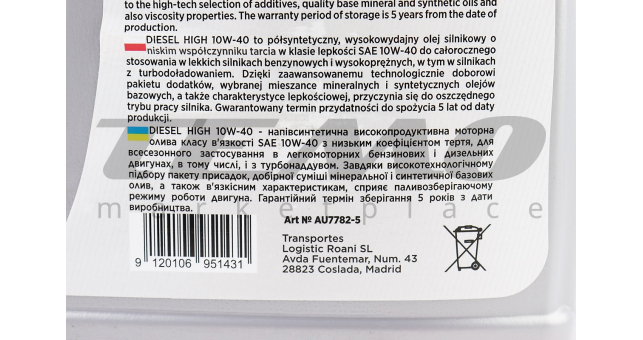 to the high-tech selection of additives, quality base mineral and synthetic oils and
also viscosity properties. The warranty period of storage is 5 years from the date of
production.
DIESEL HIGH 10W-40 to półsyntetyczny, wysokowydajny olej silnikowy o
niskim współczynniku tarcia w klasie lepkości SAE 10W-40 do całorocznego
stosowania w lekkich silnikach benzynowych i wysokoprężnych, w tym w silnikach
z turbodoładowaniem. Dzięki zaawansowanemu technologicznie doborowi
pakietu dodatków, wybranej mieszance mineralnych i syntetycznych olejów
bazowych, a także charakterystyce lepkościowej, przyczynia się do oszczędnego
trybu pracy silnika. Gwarantowany termin przydatności do spożycia 5 lat od daty
produkcji.
DIESEL HIGH 10W-40 - напівсинтетична високопродуктивна моторна
олива класу в'язкості SAE 10W-40 з низьким коефіцієнтом тертя, для
всесезонного застосування в легкомоторних бензинових і дизельних
двигунах, в тому числі, і з турбонаддувом. Завдяки високотехнологічному
підбору пакету присадок, добірної суміші мінеральної і синтетичної базових
олив, а також в'язкісним характеристикам, сприяє паливозберігаючому
режиму роботи двигуна. Гарантійний термін зберігання 5 років з дати
виробництва.
marketplace
Art № AU7782-5
Transportes
Logistic Roani SL
Avda Fuentemar, Num. 43
28823 Coslada, Madrid
9 120106 951431